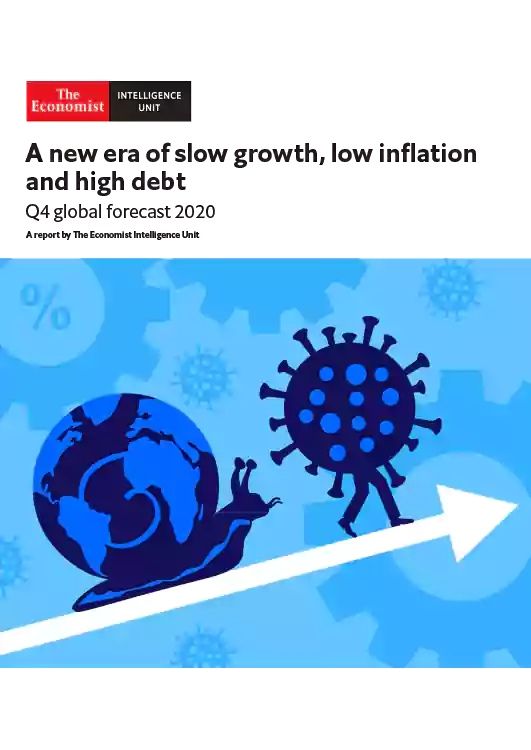 The
Economist
INTELLIGENCE
UNIT
A new era of slow growth, low inflation
and high debt
Q4 global forecast 2020
A report by The Economist Intelligence Unit
%